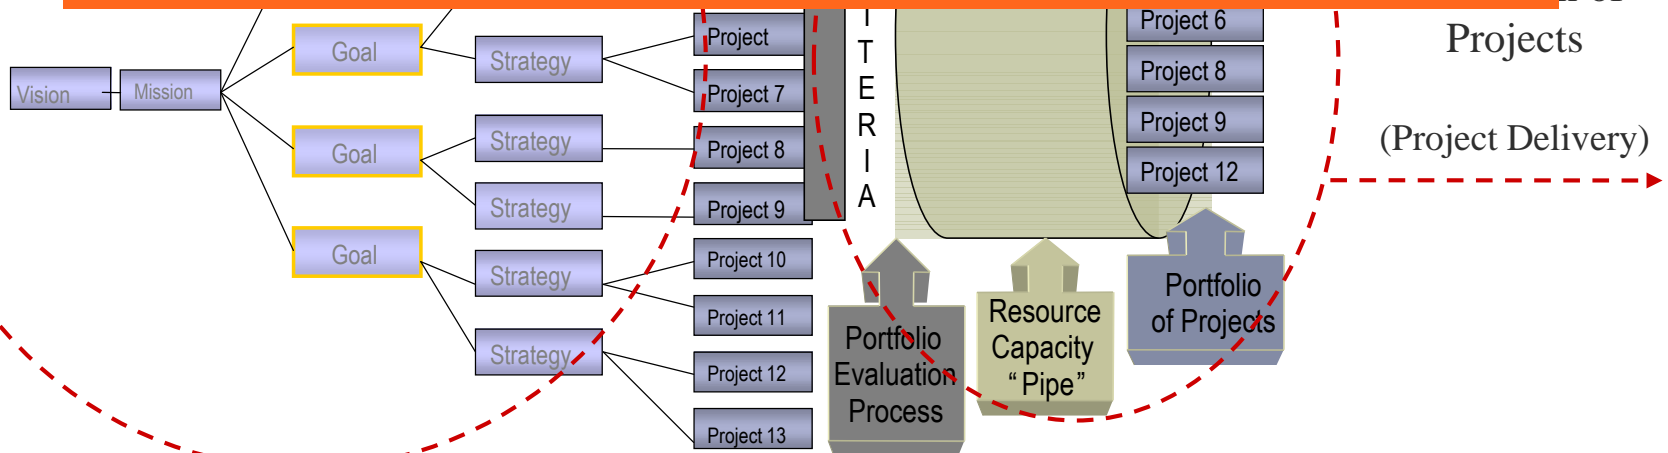 Vision
Mission
Goal
Goal
Goal
Strategy
Strategy
Strategy
Strategy
Strategy
Project
Project 7
Project 8
Project 9
Project 10
Project 11
Project 12
Project 13
T
E
R
I
A
Portfolio
Evaluation
Process
Resource
Capacity
“Pipe”
Project 6
Project 8
Project 9
Project 12
Portfolio
of Projects
Projects
(Project Delivery)